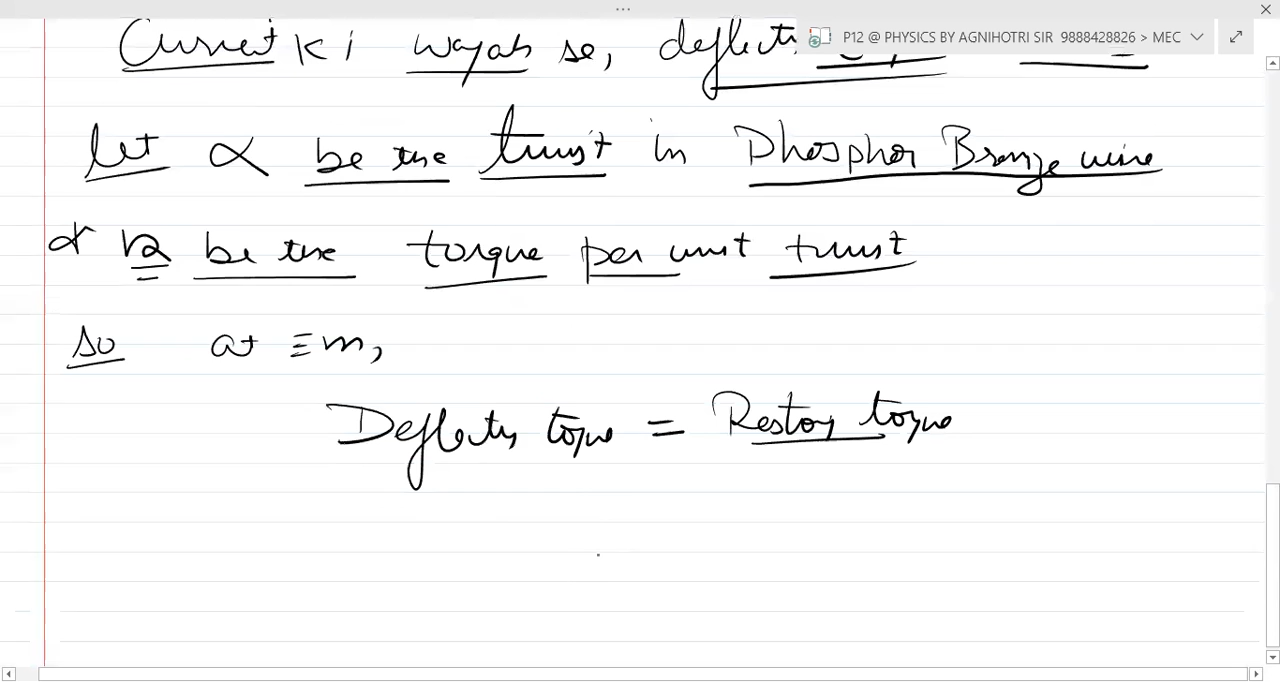 Current ki wajah se, deflecti
P12 @ PHYSICS BY AGNIHOTRI SIR 9888428826 > MEC
let α be the twist in Phosphor Bronze wire
& k be the torque per unit twist
So at ≡m,
Deflecting torque = Restoring torque